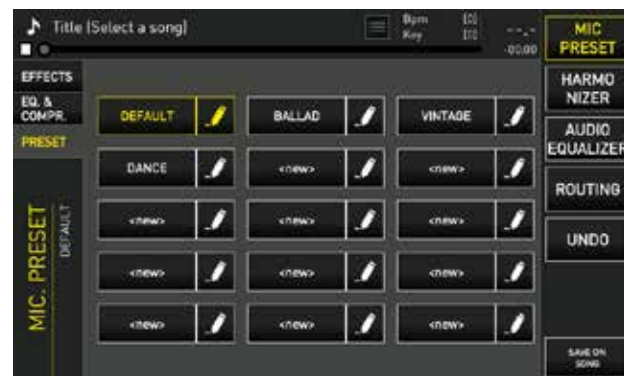 Title (Select a song)
Bpm [0]
Key [0]
--.-
-00:00
MIC
PRESET
EFFECTS
EQ. &
COMPR.
PRESET
HARMO
NIZER
AUDIO
EQUALIZER
ROUTING
UNDO
SAVE ON
SONG
DEFAULT
BALLAD
VINTAGE
DANCE
<new>
<new>
<new>
<new>
<new>
<new>
<new>
<new>
<new>
<new>
<new>
MIC. PRESET
DEFAULT